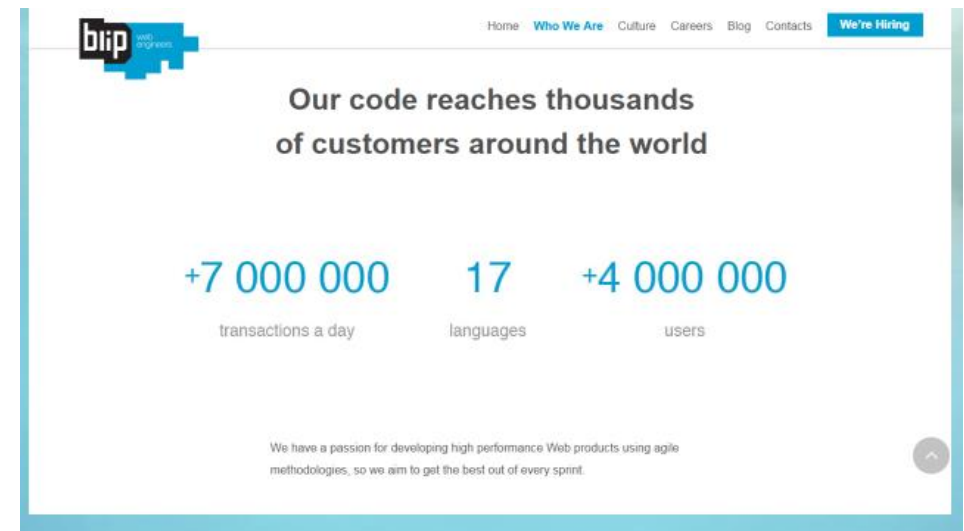 blip web engineers
Home Who We Are Culture Careers Blog Contacts We're Hiring
Our code reaches thousands
of customers around the world
+7 000 000 17 +4 000 000
transactions a day languages users
We have a passion for developing high performance Web products using agile
methodologies, so we aim to get the best out of every sprint.